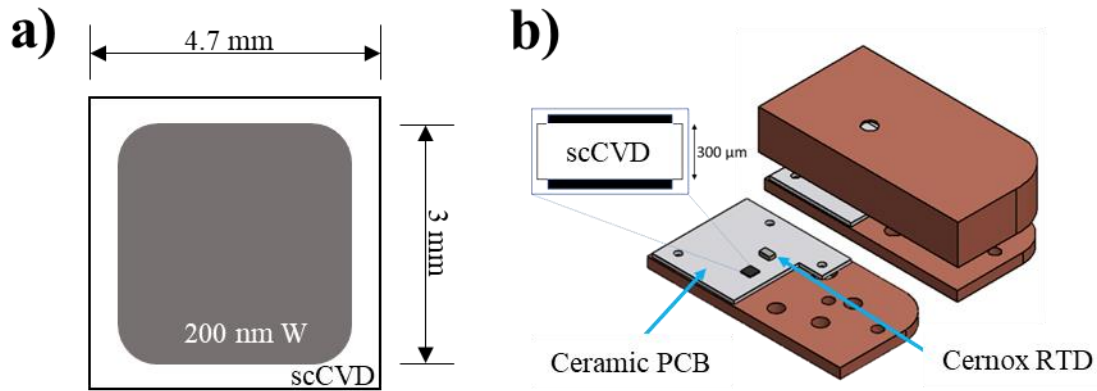 a)
4.7 mm
3 mm
200 nm W
scCVD
b)
scCVD
300 μm
Ceramic PCB
Cernox RTD